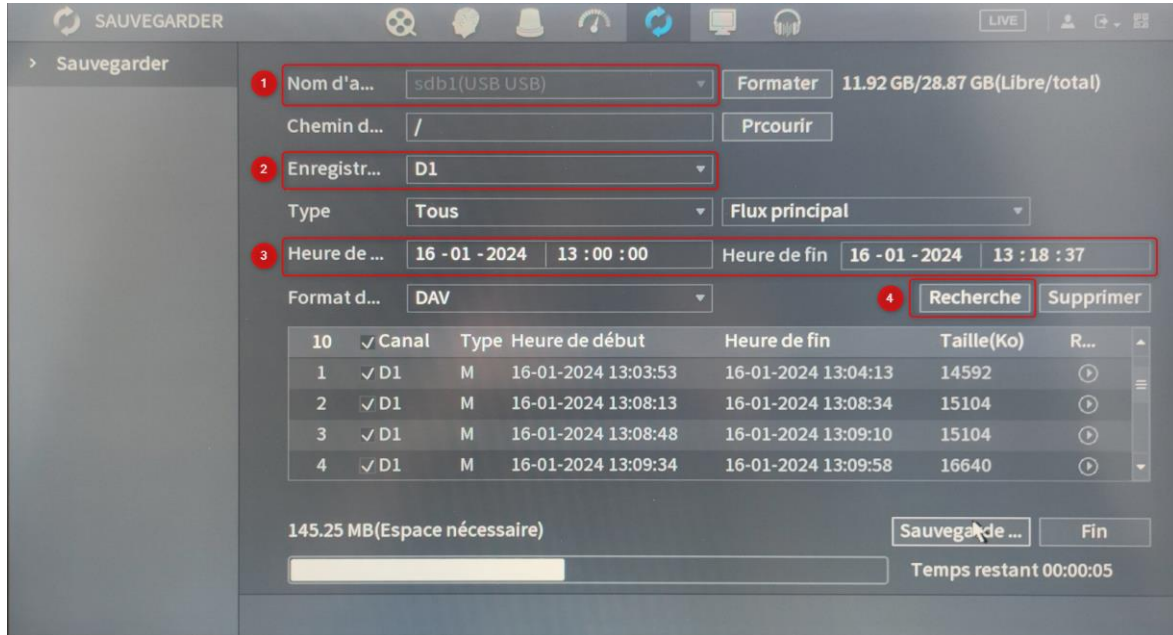 SAUVEGARDER LIVE
Sauvegarder
1 Nom d'a... sdb1(USB USB) Formater 11.92 GB/28.87 GB(Libre/total)
Chemin d... / Prcourir
2 Enregistr... D1
Type Tous Flux principal
3 Heure de ... 16 -01 -2024 13 : 00 : 00 Heure de fin 16 -01 -2024 13 : 18 : 37
Format d... DAV 4 Recherche Supprimer
10 Canal Type Heure de début Heure de fin Taille(Ko) R...
1 D1 M 16-01-2024 13:03:53 16-01-2024 13:04:13 14592
2 D1 M 16-01-2024 13:08:13 16-01-2024 13:08:34 15104
3 D1 M 16-01-2024 13:08:48 16-01-2024 13:09:10 15104
4 D1 M 16-01-2024 13:09:34 16-01-2024 13:09:58 16640
145.25 MB(Espace nécessaire) Sauvegarde ... Fin
Temps restant 00:00:05